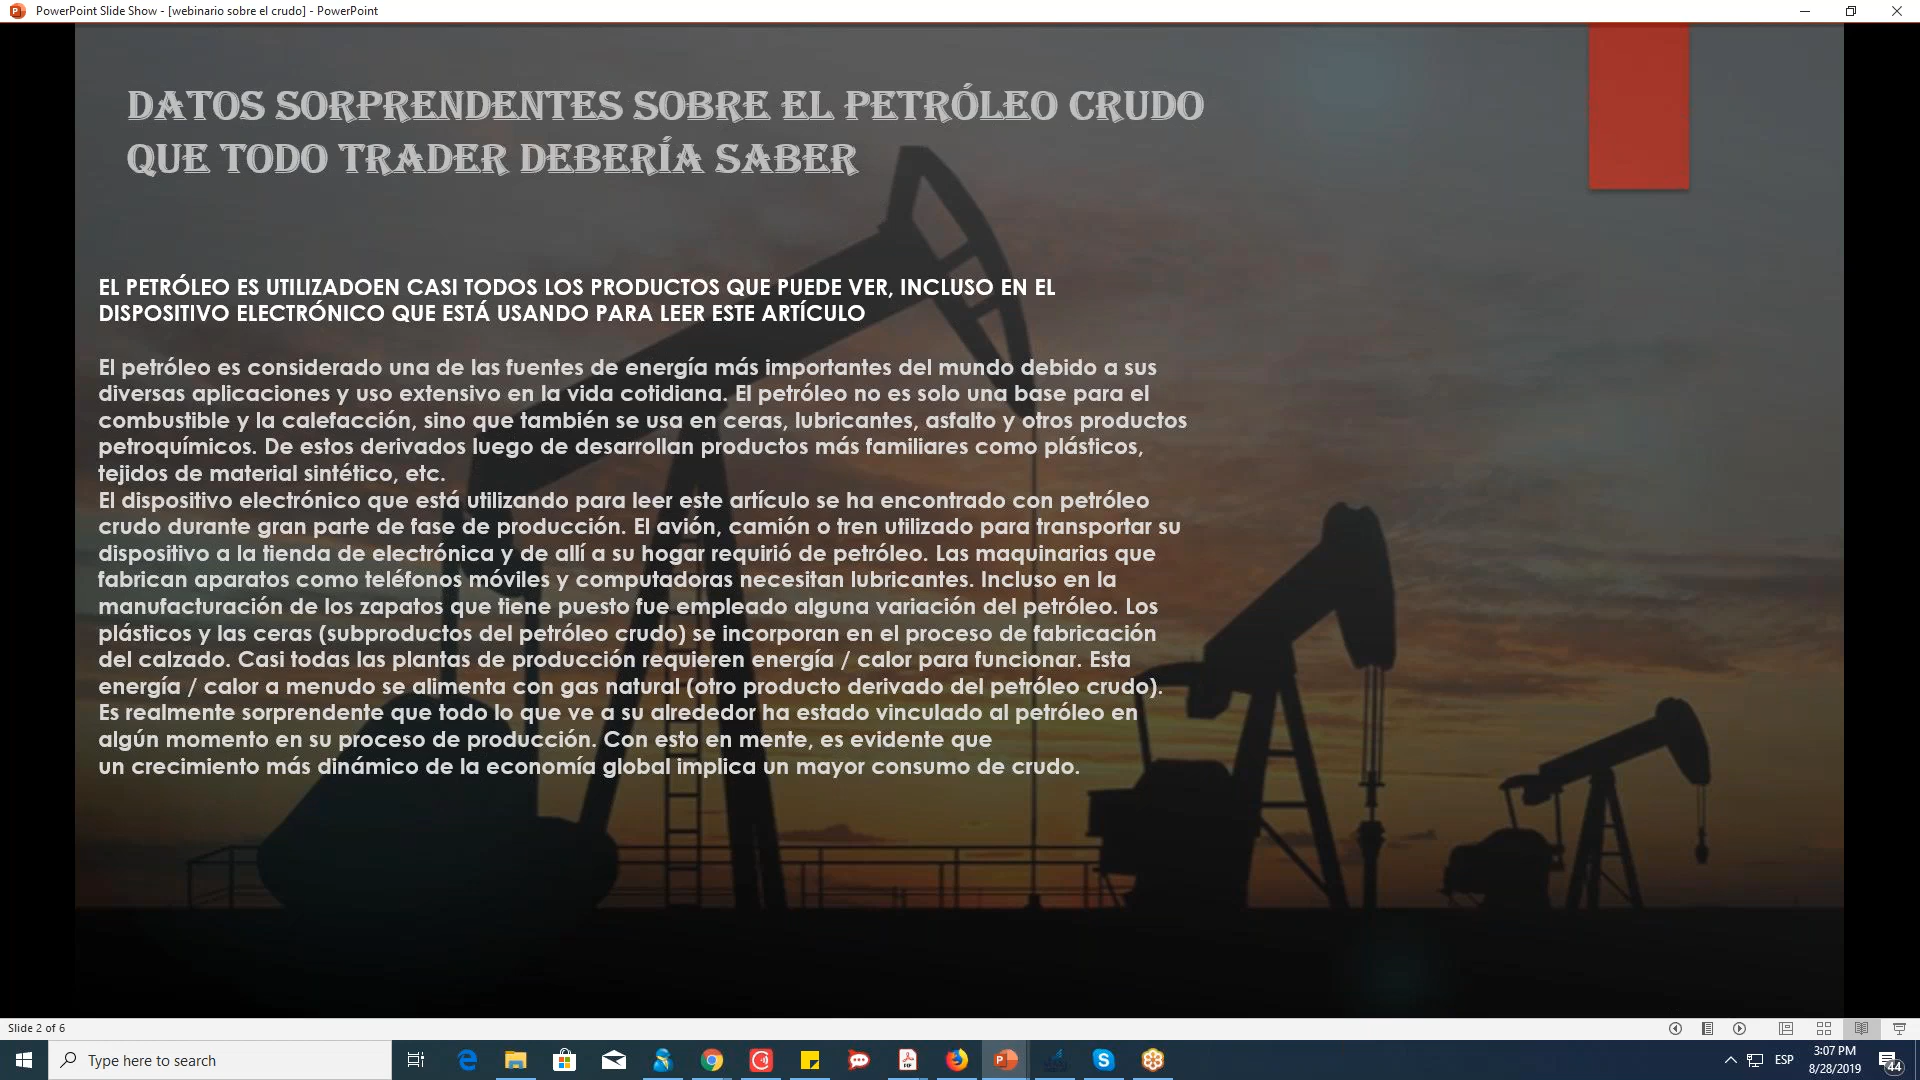 PowerPoint Slide Show - [webinario sobre el crudo] - PowerPoint
DATOS SORPRENDENTES SOBRE EL PETRÓLEO CRUDO
QUE TODO TRADER DEBERÍA SABER
EL PETRÓLEO ES UTILIZADOEN CASI TODOS LOS PRODUCTOS QUE PUEDE VER, INCLUSO EN EL
DISPOSITIVO ELECTRÓNICO QUE ESTÁ USANDO PARA LEER ESTE ARTÍCULO
El petróleo es considerado una de las fuentes de energía más importantes del mundo debido a sus
diversas aplicaciones y uso extensivo en la vida cotidiana. El petróleo no es solo una base para el
combustible y la calefacción, sino que también se usa en ceras, lubricantes, asfalto y otros productos
petroquímicos. De estos derivados luego de desarrollan productos más familiares como plásticos,
tejidos de material sintético, etc.
El dispositivo electrónico que está utilizando para leer este artículo se ha encontrado con petróleo
crudo durante gran parte de fase de producción. El avión, camión o tren utilizado para transportar su
dispositivo a la tienda de electrónica y de allí a su hogar requirió de petróleo. Las maquinarias que
fabrican aparatos como teléfonos móviles y computadoras necesitan lubricantes. Incluso en la
manufacturación de los zapatos que tiene puesto fue empleado alguna variación del petróleo. Los
plásticos y las ceras (subproductos del petróleo crudo) se incorporan en el proceso de fabricación
del calzado. Casi todas las plantas de producción requieren energía / calor para funcionar. Esta
energía / calor a menudo se alimenta con gas natural (otro producto derivado del petróleo crudo).
Es realmente sorprendente que todo lo que ve a su alrededor ha estado vinculado al petróleo en
algún momento en su proceso de producción. Con esto en mente, es evidente que
un crecimiento más dinámico de la economía global implica un mayor consumo de crudo.
Slide 2 of 6
Type here to search
ESP
3:07 PM
8/28/2019
44